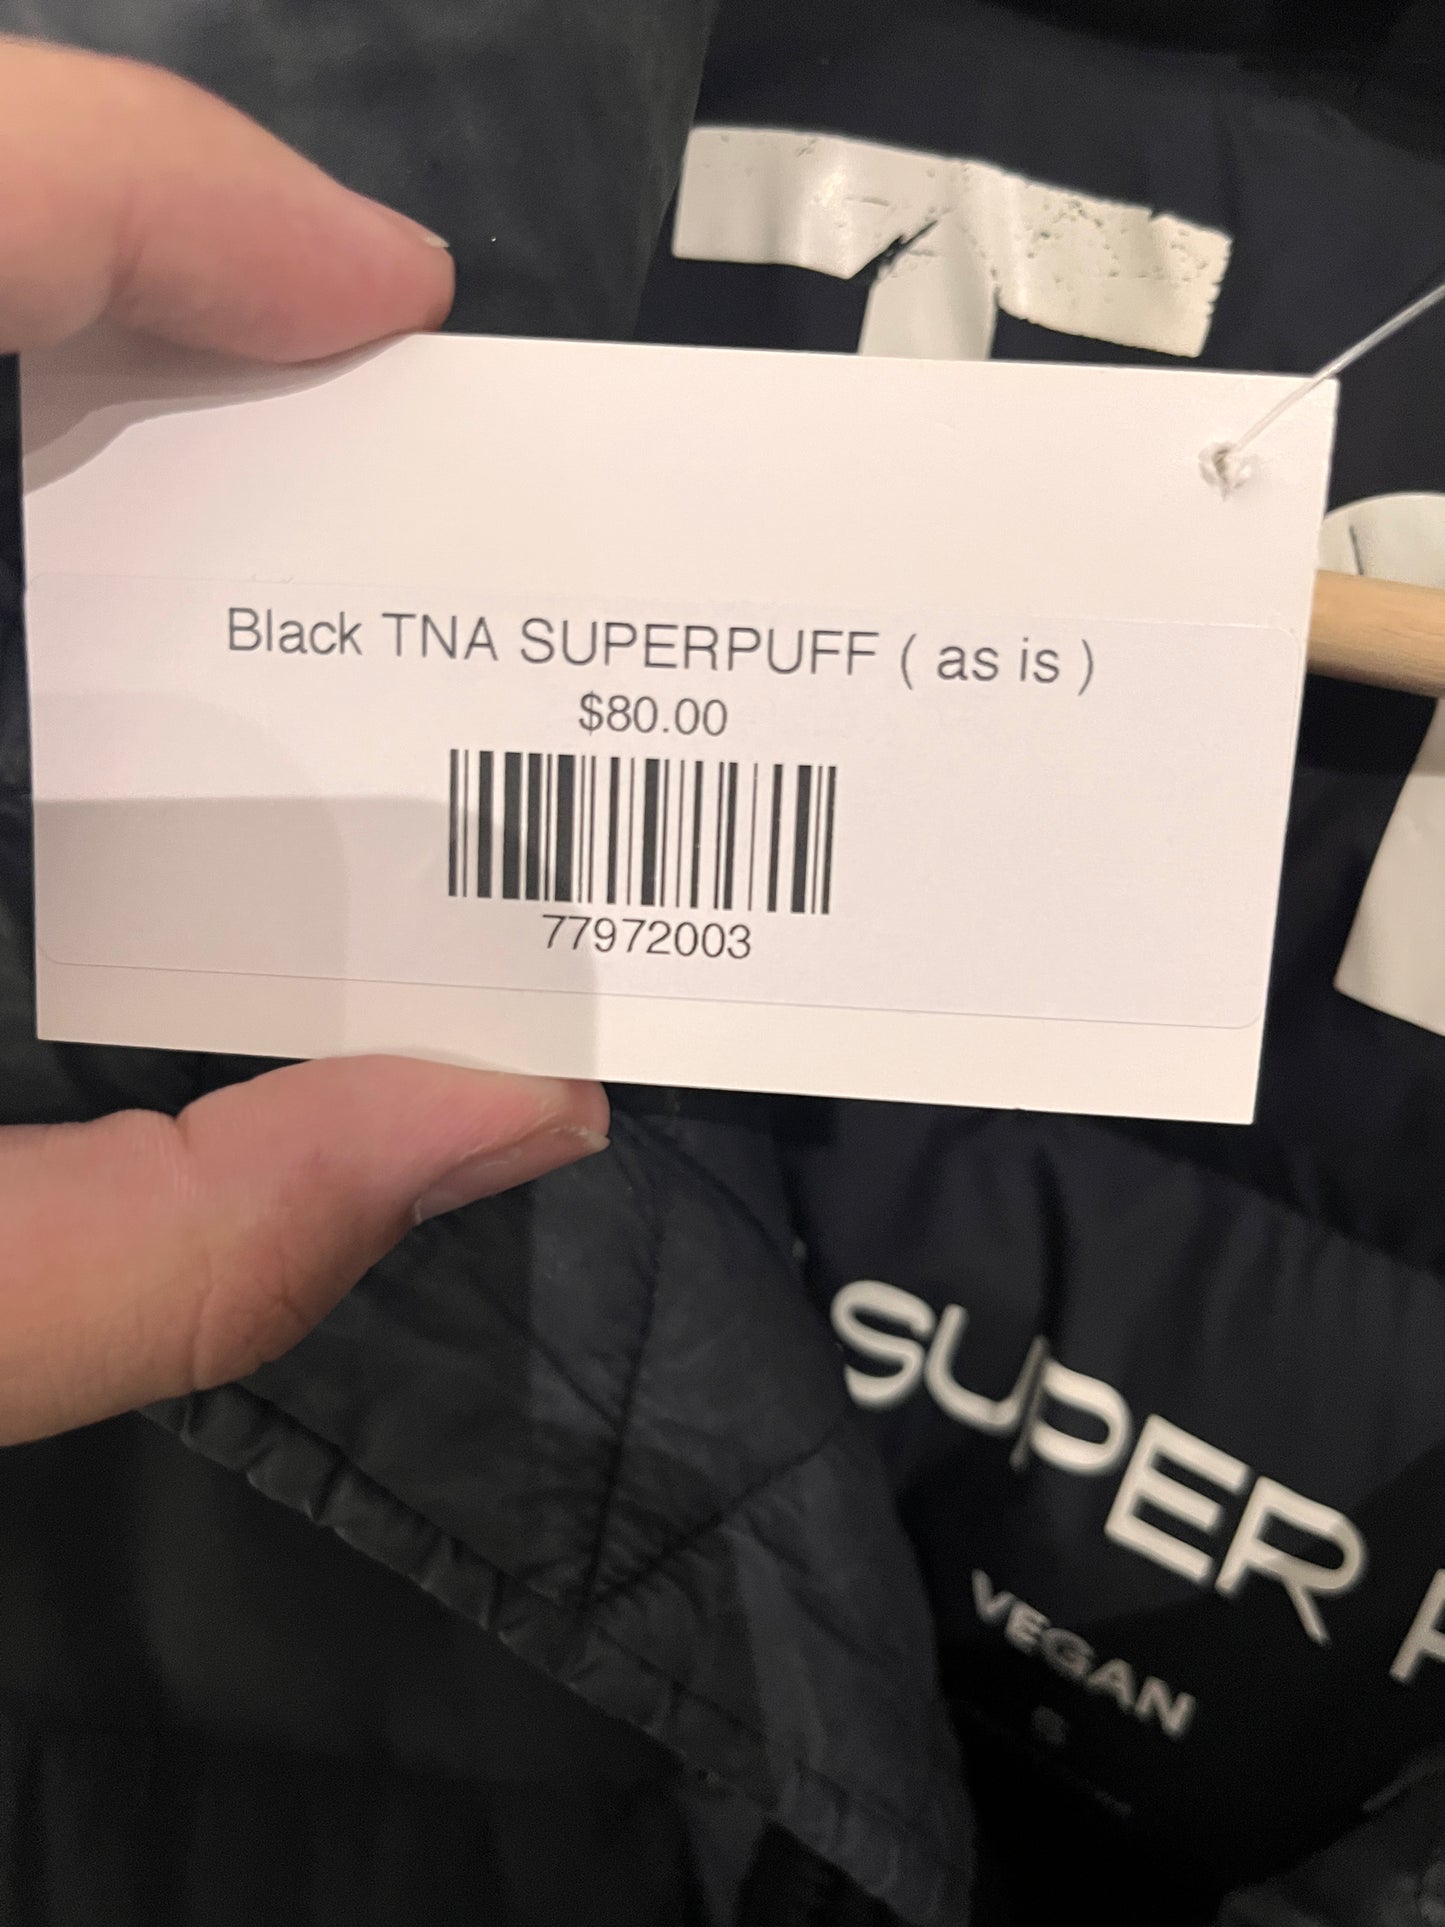 T
Black TNA SUPERPUFF ( as is )
$80.00
77972003
SUPER
VEGAN